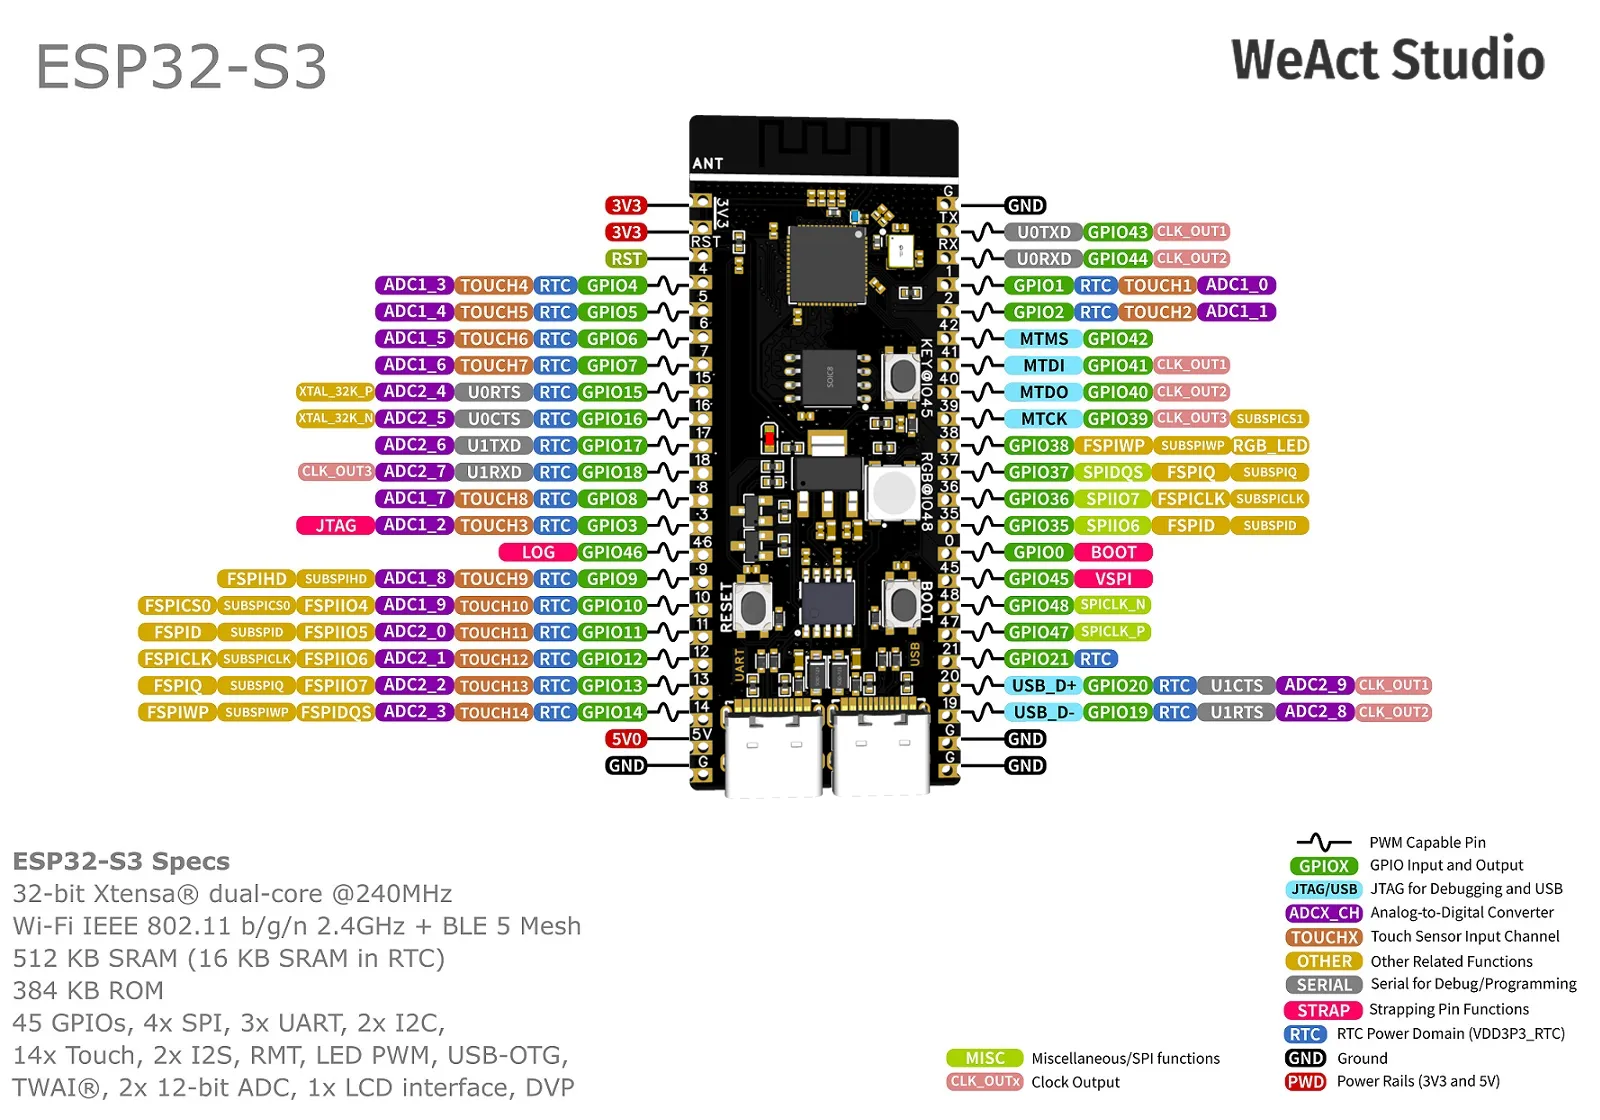 ESP32-S3
WeAct Studio
ANT
3V3 3V3 G GND
3V3 TX U0TXD GPIO43 CLK_OUT1
RST RST RX U0RXD GPIO44 CLK_OUT2
ADC1_3 TOUCH4 RTC GPIO4 4 1 GPIO1 RTC TOUCH1 ADC1_0
ADC1_4 TOUCH5 RTC GPIO5 5 2 GPIO2 RTC TOUCH2 ADC1_1
ADC1_5 TOUCH6 RTC GPIO6 6 42 MTMS GPIO42
ADC1_6 TOUCH7 RTC GPIO7 7 41 MTDI GPIO41 CLK_OUT1
XTAL_32K_P ADC2_4 U0RTS RTC GPIO15 15 40 MTDO GPIO40 CLK_OUT2
XTAL_32K_N ADC2_5 U0CTS RTC GPIO16 16 39 MTCK GPIO39 CLK_OUT3 SUBSPICS1
ADC2_6 U1TXD RTC GPIO17 17 38 GPIO38 FSPIWP SUBSPIWP RGB_LED
CLK_OUT3 ADC2_7 U1RXD RTC GPIO18 18 37 GPIO37 SPIDQS FSPIQ SUBSPIQ
ADC1_7 TOUCH8 RTC GPIO8 8 36 GPIO36 SPIIO7 FSPICLK SUBSPICLK
JTAG ADC1_2 TOUCH3 RTC GPIO3 3 35 GPIO35 SPIIO6 FSPID SUBSPID
LOG GPIO46 46 0 GPIO0 BOOT
FSPIHD SUBSPIHD ADC1_8 TOUCH9 RTC GPIO9 9 45 GPIO45 VSPI
FSPICS0 SUBSPICS0 FSPIIO4 ADC1_9 TOUCH10 RTC GPIO10 10 48 GPIO48 SPICLK_N
FSPID SUBSPID FSPIIO5 ADC2_0 TOUCH11 RTC GPIO11 11 47 GPIO47 SPICLK_P
FSPICLK SUBSPICLK FSPIIO6 ADC2_1 TOUCH12 RTC GPIO12 12 21 GPIO21 RTC
FSPIQ SUBSPIQ FSPIIO7 ADC2_2 TOUCH13 RTC GPIO13 13 20 USB_D+ GPIO20 RTC U1CTS ADC2_9 CLK_OUT1
FSPIWP SUBSPIWP FSPIDQS ADC2_3 TOUCH14 RTC GPIO14 14 19 USB_D- GPIO19 RTC U1RTS ADC2_8 CLK_OUT2
5V0 5V G GND
GND G G GND
KEY@IO45
SOIC8
RGB@IO48
RESET
BOOT
UART
USB
ESP32-S3 Specs
32-bit Xtensa® dual-core @240MHz
Wi-Fi IEEE 802.11 b/g/n 2.4GHz + BLE 5 Mesh
512 KB SRAM (16 KB SRAM in RTC)
384 KB ROM
45 GPIOs, 4x SPI, 3x UART, 2x I2C,
14x Touch, 2x I2S, RMT, LED PWM, USB-OTG,
TWAI®, 2x 12-bit ADC, 1x LCD interface, DVP
MISC Miscellaneous/SPI functions
CLK_OUTx Clock Output
PWM Capable Pin
GPIOX GPIO Input and Output
JTAG/USB JTAG for Debugging and USB
ADCX_CH Analog-to-Digital Converter
TOUCHX Touch Sensor Input Channel
OTHER Other Related Functions
SERIAL Serial for Debug/Programming
STRAP Strapping Pin Functions
RTC RTC Power Domain (VDD3P3_RTC)
GND Ground
PWD Power Rails (3V3 and 5V)